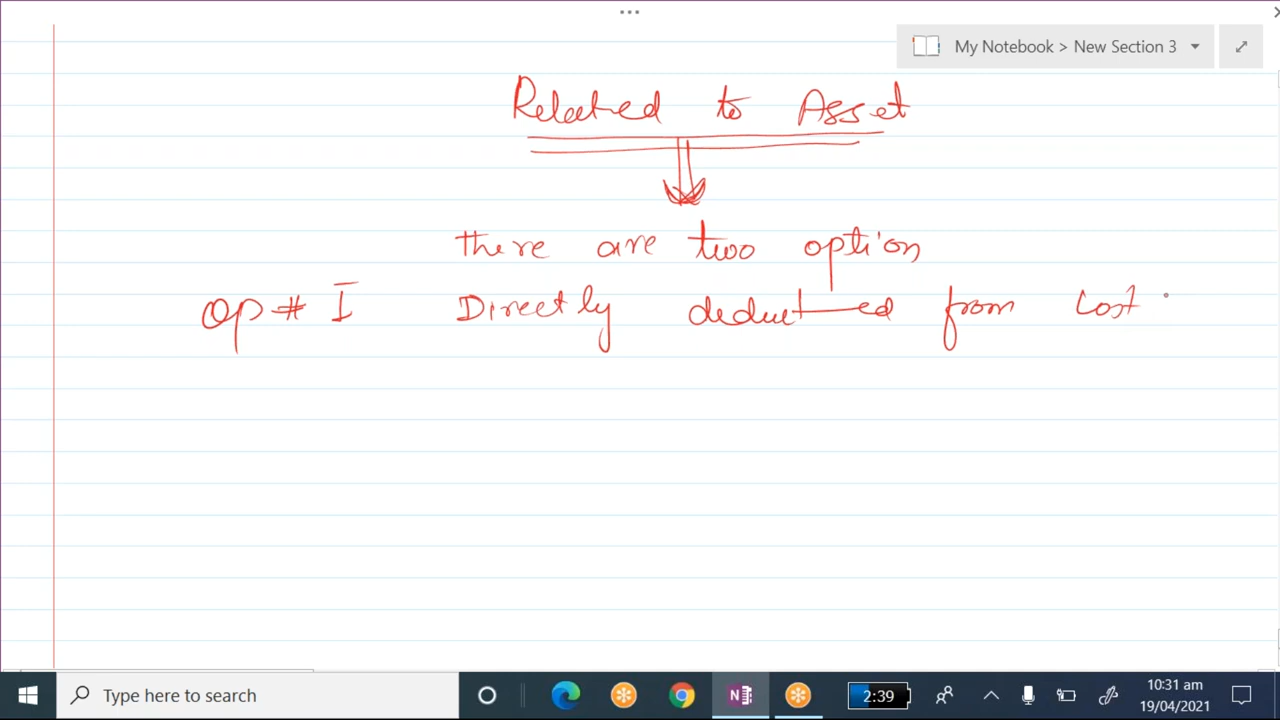 My Notebook > New Section 3
Related to Asset
there are two option
op # I Directly deducted from cost
Type here to search
2:39
10:31 am
19/04/2021